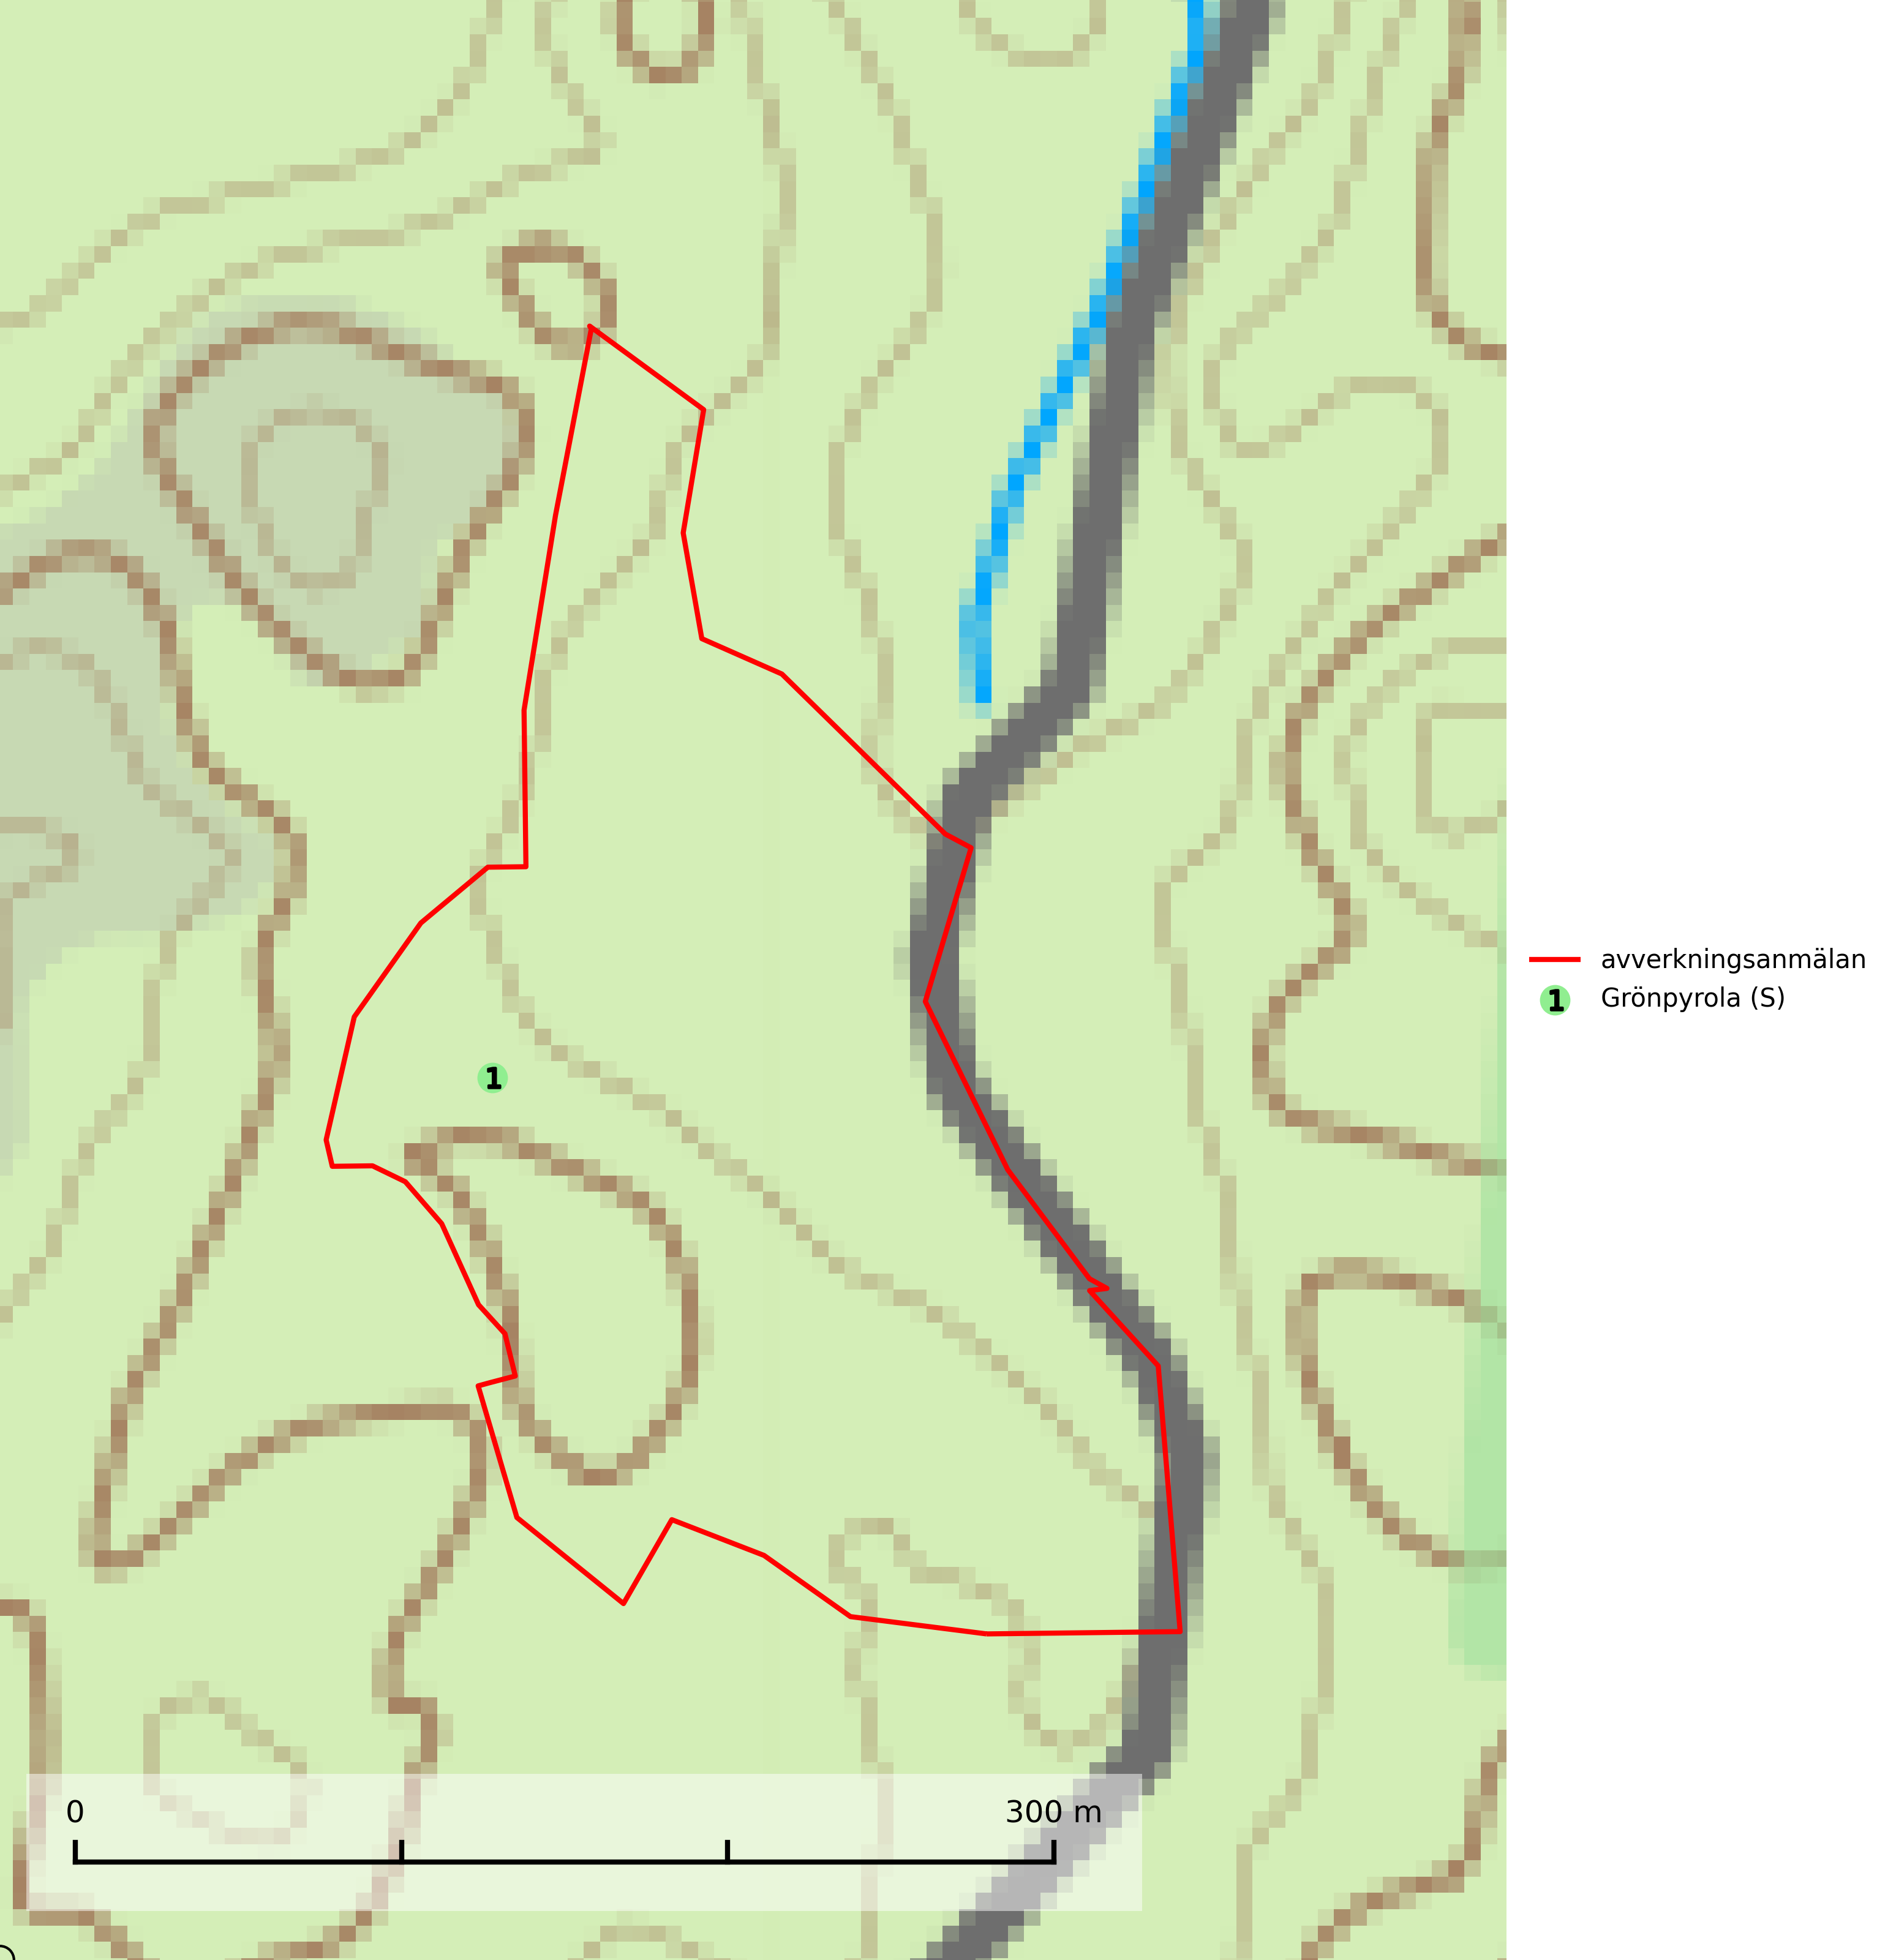 avverkningsanmälan
1 Grönpyrola (S)
1
0 300 m